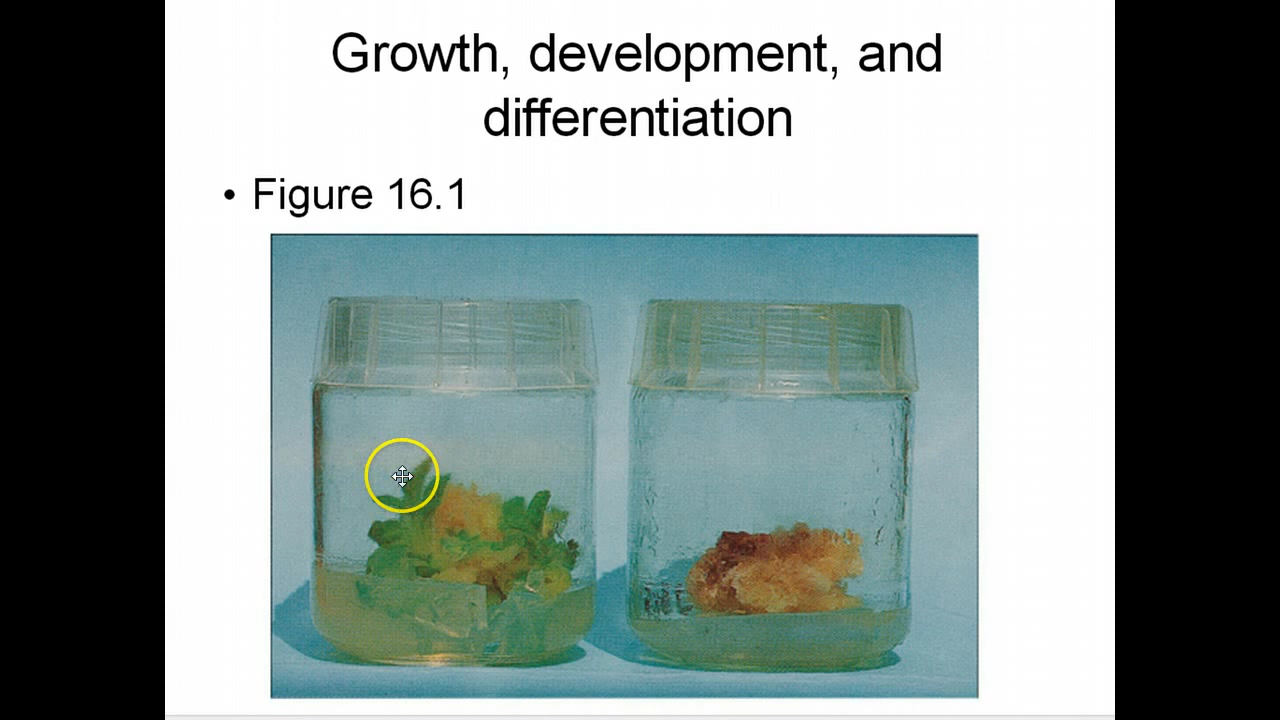 Growth, development, and
differentiation
• Figure 16.1